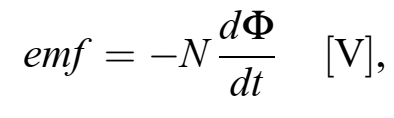 emf = −N dΦ/dt [V],